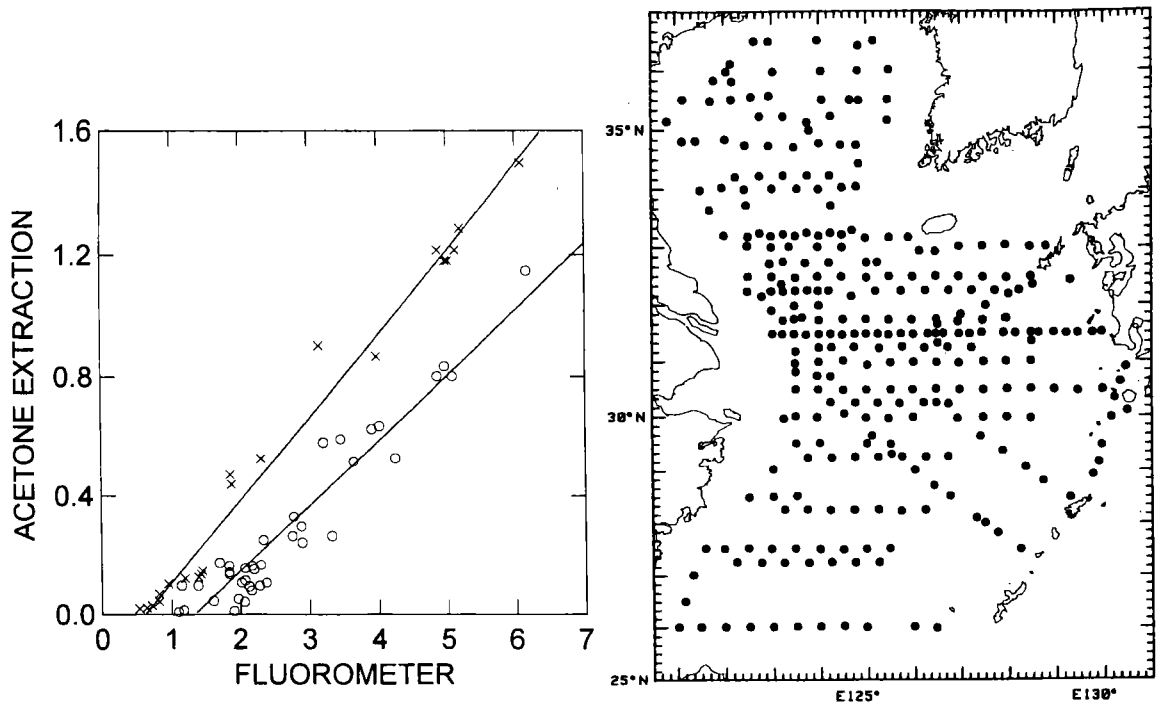 1.6
1.2
0.8
0.4
0.0
ACETONE EXTRACTION
0 1 2 3 4 5 6 7
FLUOROMETER
35°N
30°N
25°N
E125° E130°